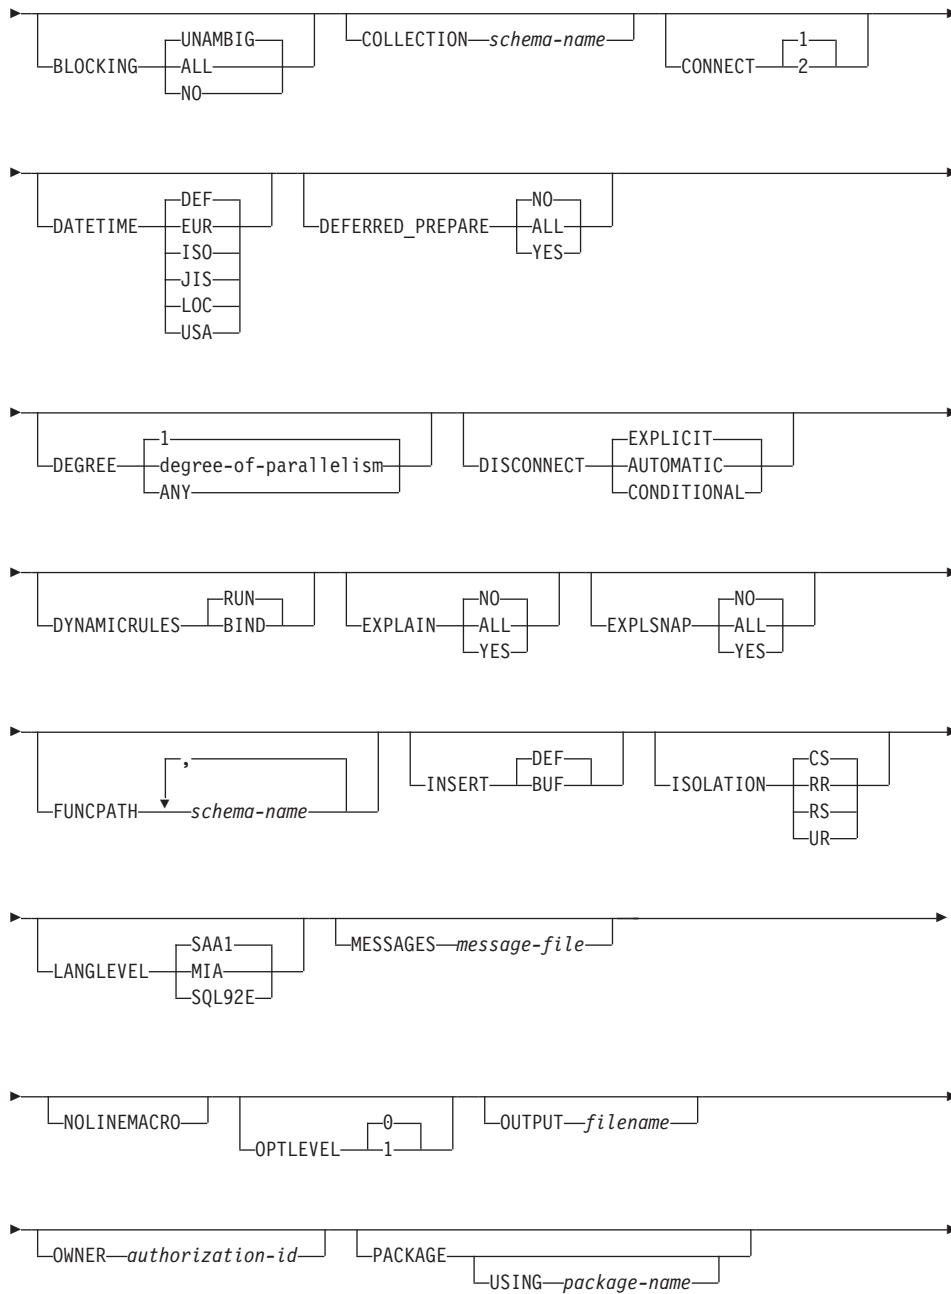 UNAMBIG
BLOCKING ALL
NO
COLLECTION schema-name
1
CONNECT 2
DEF
DATETIME EUR
ISO
JIS
LOC
USA
NO
DEFERRED_PREPARE ALL
YES
1
DEGREE degree-of-parallelism
ANY
EXPLICIT
DISCONNECT AUTOMATIC
CONDITIONAL
RUN
DYNAMICRULES BIND
NO
EXPLAIN ALL
YES
NO
EXPLSNAP ALL
YES
,
FUNCPATH schema-name
DEF
INSERT BUF
CS
ISOLATION RR
RS
UR
SAA1
LANGLEVEL MIA
SQL92E
MESSAGES message-file
NOLINEMACRO
0
OPTLEVEL 1
OUTPUT filename
OWNER authorization-id
PACKAGE
USING package-name